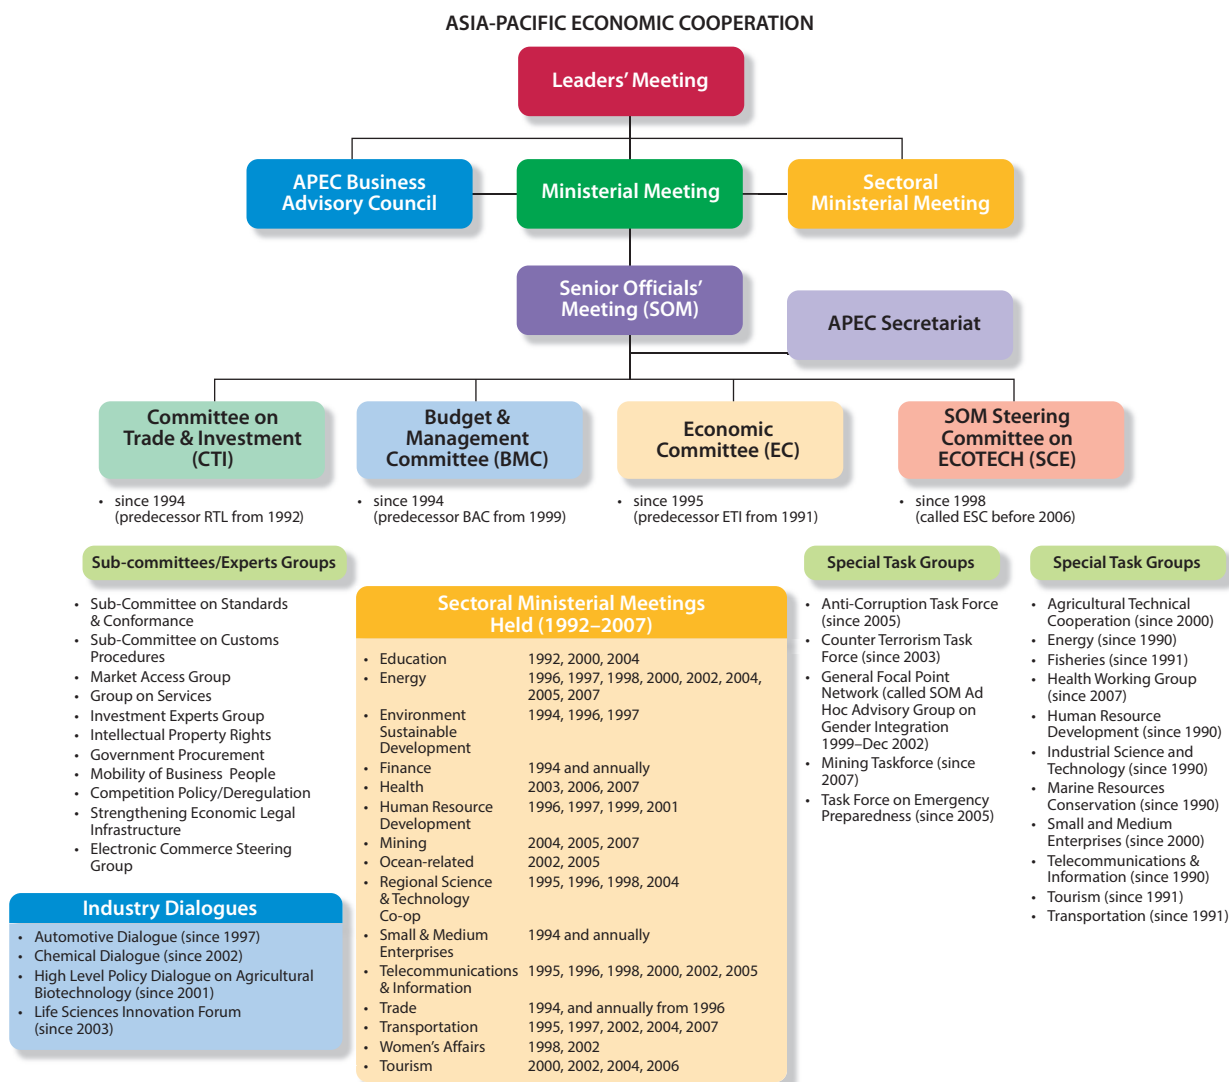 ASIA-PACIFIC ECONOMIC COOPERATION
Leaders' Meeting
APEC Business
Advisory Council
Ministerial Meeting
Sectoral
Ministerial Meeting
Senior Officials'
Meeting (SOM)
APEC Secretariat
Committee on
Trade & Investment
(CTI)
• since 1994
(predecessor RTL from 1992)
Budget &
Management
Committee (BMC)
• since 1994
(predecessor BAC from 1999)
Economic
Committee (EC)
• since 1995
(predecessor ETI from 1991)
SOM Steering
Committee on
ECOTECH (SCE)
• since 1998
(called ESC before 2006)
Sub-committees/Experts Groups
• Sub-Committee on Standards
& Conformance
• Sub-Committee on Customs
Procedures
• Market Access Group
• Group on Services
• Investment Experts Group
• Intellectual Property Rights
• Government Procurement
• Mobility of Business People
• Competition Policy/Deregulation
• Strengthening Economic Legal
Infrastructure
• Electronic Commerce Steering
Group
Industry Dialogues
• Automotive Dialogue (since 1997)
• Chemical Dialogue (since 2002)
• High Level Policy Dialogue on Agricultural
Biotechnology (since 2001)
• Life Sciences Innovation Forum
(since 2003)
Sectoral Ministerial Meetings
Held (1992–2007)
• Education 1992, 2000, 2004
• Energy 1996, 1997, 1998, 2000, 2002, 2004,
2005, 2007
• Environment 1994, 1996, 1997
Sustainable
Development
• Finance 1994 and annually
• Health 2003, 2006, 2007
• Human Resource 1996, 1997, 1999, 2001
Development
• Mining 2004, 2005, 2007
• Ocean-related 2002, 2005
• Regional Science 1995, 1996, 1998, 2004
& Technology
Co-op
• Small & Medium 1994 and annually
Enterprises
• Telecommunications 1995, 1996, 1998, 2000, 2002, 2005
& Information
• Trade 1994, and annually from 1996
• Transportation 1995, 1997, 2002, 2004, 2007
• Women's Affairs 1998, 2002
• Tourism 2000, 2002, 2004, 2006
Special Task Groups
• Anti-Corruption Task Force
(since 2005)
• Counter Terrorism Task
Force (since 2003)
• General Focal Point
Network (called SOM Ad
Hoc Advisory Group on
Gender Integration
1999–Dec 2002)
• Mining Taskforce (since
2007)
• Task Force on Emergency
Preparedness (since 2005)
Special Task Groups
• Agricultural Technical
Cooperation (since 2000)
• Energy (since 1990)
• Fisheries (since 1991)
• Health Working Group
(since 2007)
• Human Resource
Development (since 1990)
• Industrial Science and
Technology (since 1990)
• Marine Resources
Conservation (since 1990)
• Small and Medium
Enterprises (since 2000)
• Telecommunications &
Information (since 1990)
• Tourism (since 1991)
• Transportation (since 1991)